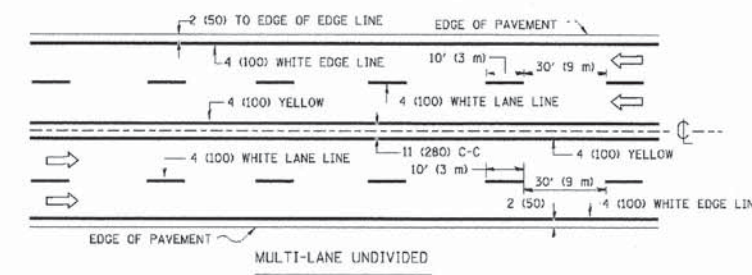 2 (50) TO EDGE OF EDGE LINE
EDGE OF PAVEMENT
4 (100) WHITE EDGE LINE
10' (3 m)
30' (9 m)
4 (100) YELLOW
4 (100) WHITE LANE LINE
℄
4 (100) WHITE LANE LINE
11 (280) C-C
4 (100) YELLOW
10' (3 m)
30' (9 m)
2 (50)
4 (100) WHITE EDGE LIN
EDGE OF PAVEMENT
MULTI-LANE UNDIVIDED